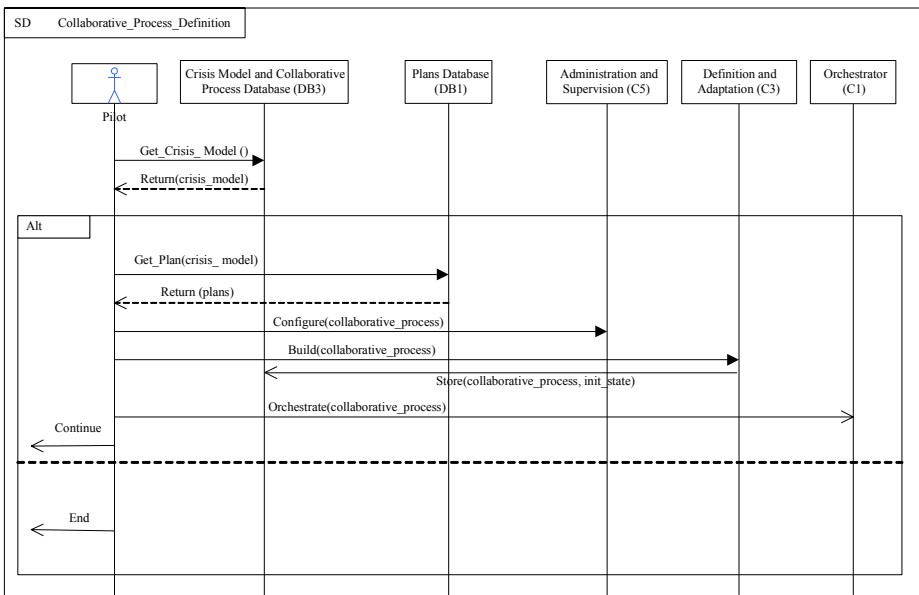 SD Collaborative_Process_Definition
Crisis Model and Collaborative
Process Database (DB3)
Plans Database
(DB1)
Administration and
Supervision (C5)
Definition and
Adaptation (C3)
Orchestrator
(C1)
Pilot
Get_Crisis_ Model ()
Return(crisis_model)
Alt
Get_Plan(crisis_ model)
Return (plans)
Configure(collaborative_process)
Build(collaborative_process)
Store(collaborative_process, init_state)
Orchestrate(collaborative_process)
Continue
End